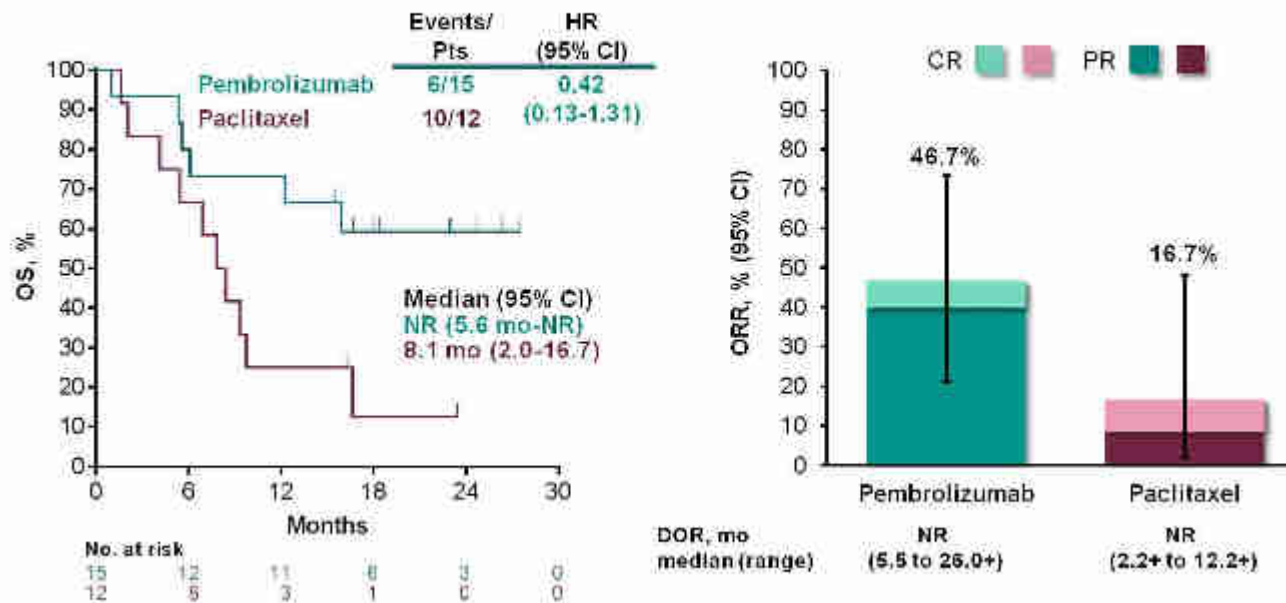 Events/ HR
Pts (95% CI)
Pembrolizumab 6/15 0.42
Paclitaxel 10/12 (0.13-1.31)
100
90
80
70
60
50
40
30
20
10
0
OS, %
Median (95% CI)
NR (5.6 mo-NR)
8.1 mo (2.0-16.7)
0 6 12 18 24 30
Months
No. at risk
15 12 11 6 3 0
12 8 3 1 0 0
CR PR
100
90
80
70
60
50
40
30
20
10
0
ORR, % (95% CI)
46.7%
16.7%
Pembrolizumab Paclitaxel
DOR, mo NR NR
median (range) (5.5 to 26.0+) (2.2+ to 12.2+)